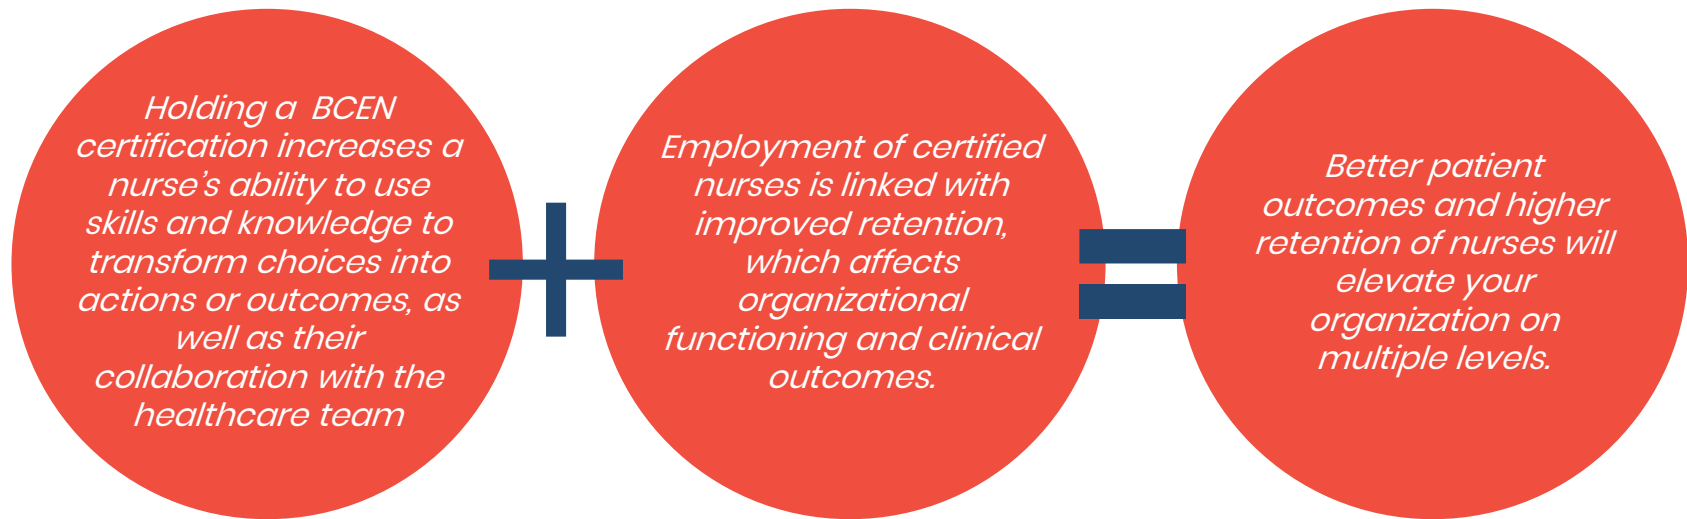 Holding a BCEN
certification increases a
nurse's ability to use
skills and knowledge to
transform choices into
actions or outcomes, as
well as their
collaboration with the
healthcare team
Employment of certified
nurses is linked with
improved retention,
which affects
organizational
functioning and clinical
outcomes.
Better patient
outcomes and higher
retention of nurses will
elevate your
organization on
multiple levels.